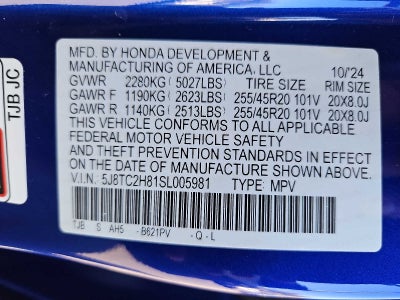 MFD. BY HONDA DEVELOPMENT &
MANUFACTURING OF AMERICA, LLC 10/'24
GVWR 2280KG (5027LBS) TIRE SIZE RIM SIZE
GAWR F 1190KG (2623LBS) 255/45R20 101V 20X8.0J
GAWR R 1140KG (2513LBS) 255/45R20 101V 20X8.0J
THIS VEHICLE CONFORMS TO ALL APPLICABLE
FEDERAL MOTOR VEHICLE SAFETY
AND THEFT PREVENTION STANDARDS IN EFFECT
ON THE DATE OF MANUFACTURE SHOWN ABOVE.
V.I.N.: 5J8TC2H81SL005981 TYPE: MPV
TJB S AH5 - B621PV - Q - L
TJB JC